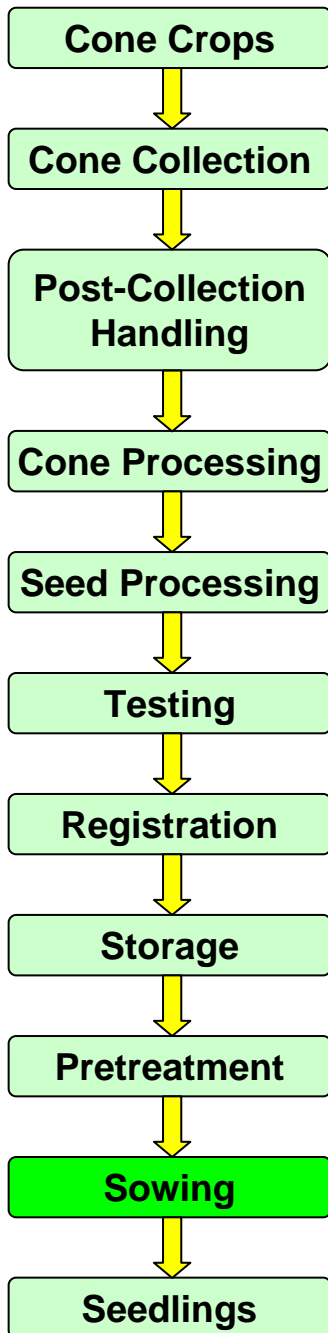 Cone Crops
Cone Collection
Post-Collection
Handling
Cone Processing
Seed Processing
Testing
Registration
Storage
Pretreatment
Sowing
Seedlings